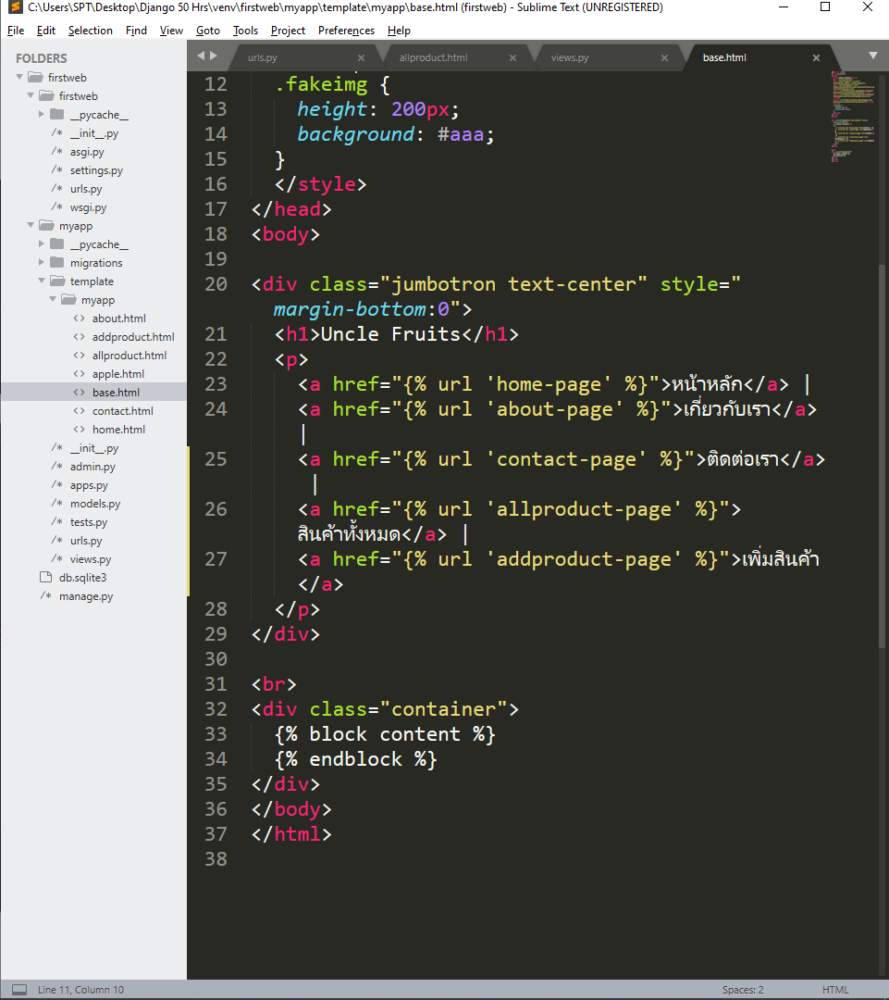 C:\Users\SPT\Desktop\Django 50 Hrs\venv\firstweb\myapp\template\myapp\base.html (firstweb) - Sublime Text (UNREGISTERED)
File Edit Selection Find View Goto Tools Project Preferences Help
FOLDERS
firstweb
firstweb
__pycache__
/* __init__.py
/* asgi.py
/* settings.py
/* urls.py
/* wsgi.py
myapp
__pycache__
migrations
template
myapp
<> about.html
<> addproduct.html
<> allproduct.html
<> apple.html
<> base.html
<> contact.html
<> home.html
/* __init__.py
/* admin.py
/* apps.py
/* models.py
/* tests.py
/* urls.py
/* views.py
db.sqlite3
/* manage.py
urls.py × allproduct.html × views.py × base.html ×
12 .fakeimg {
13 height: 200px;
14 background: #aaa;
15 }
16 </style>
17 </head>
18 <body>
19
20 <div class="jumbotron text-center" style="
margin-bottom:0">
21 <h1>Uncle Fruits</h1>
22 <p>
23 <a href="{% url 'home-page' %}">หน้าหลัก</a> |
24 <a href="{% url 'about-page' %}">เกี่ยวกับเรา</a>
|
25 <a href="{% url 'contact-page' %}">ติดต่อเรา</a>
|
26 <a href="{% url 'allproduct-page' %}">
สินค้าทั้งหมด</a> |
27 <a href="{% url 'addproduct-page' %}">เพิ่มสินค้า
</a>
28 </p>
29 </div>
30
31 <br>
32 <div class="container">
33 {% block content %}
34 {% endblock %}
35 </div>
36 </body>
37 </html>
38
Line 11, Column 10 Spaces: 2 HTML